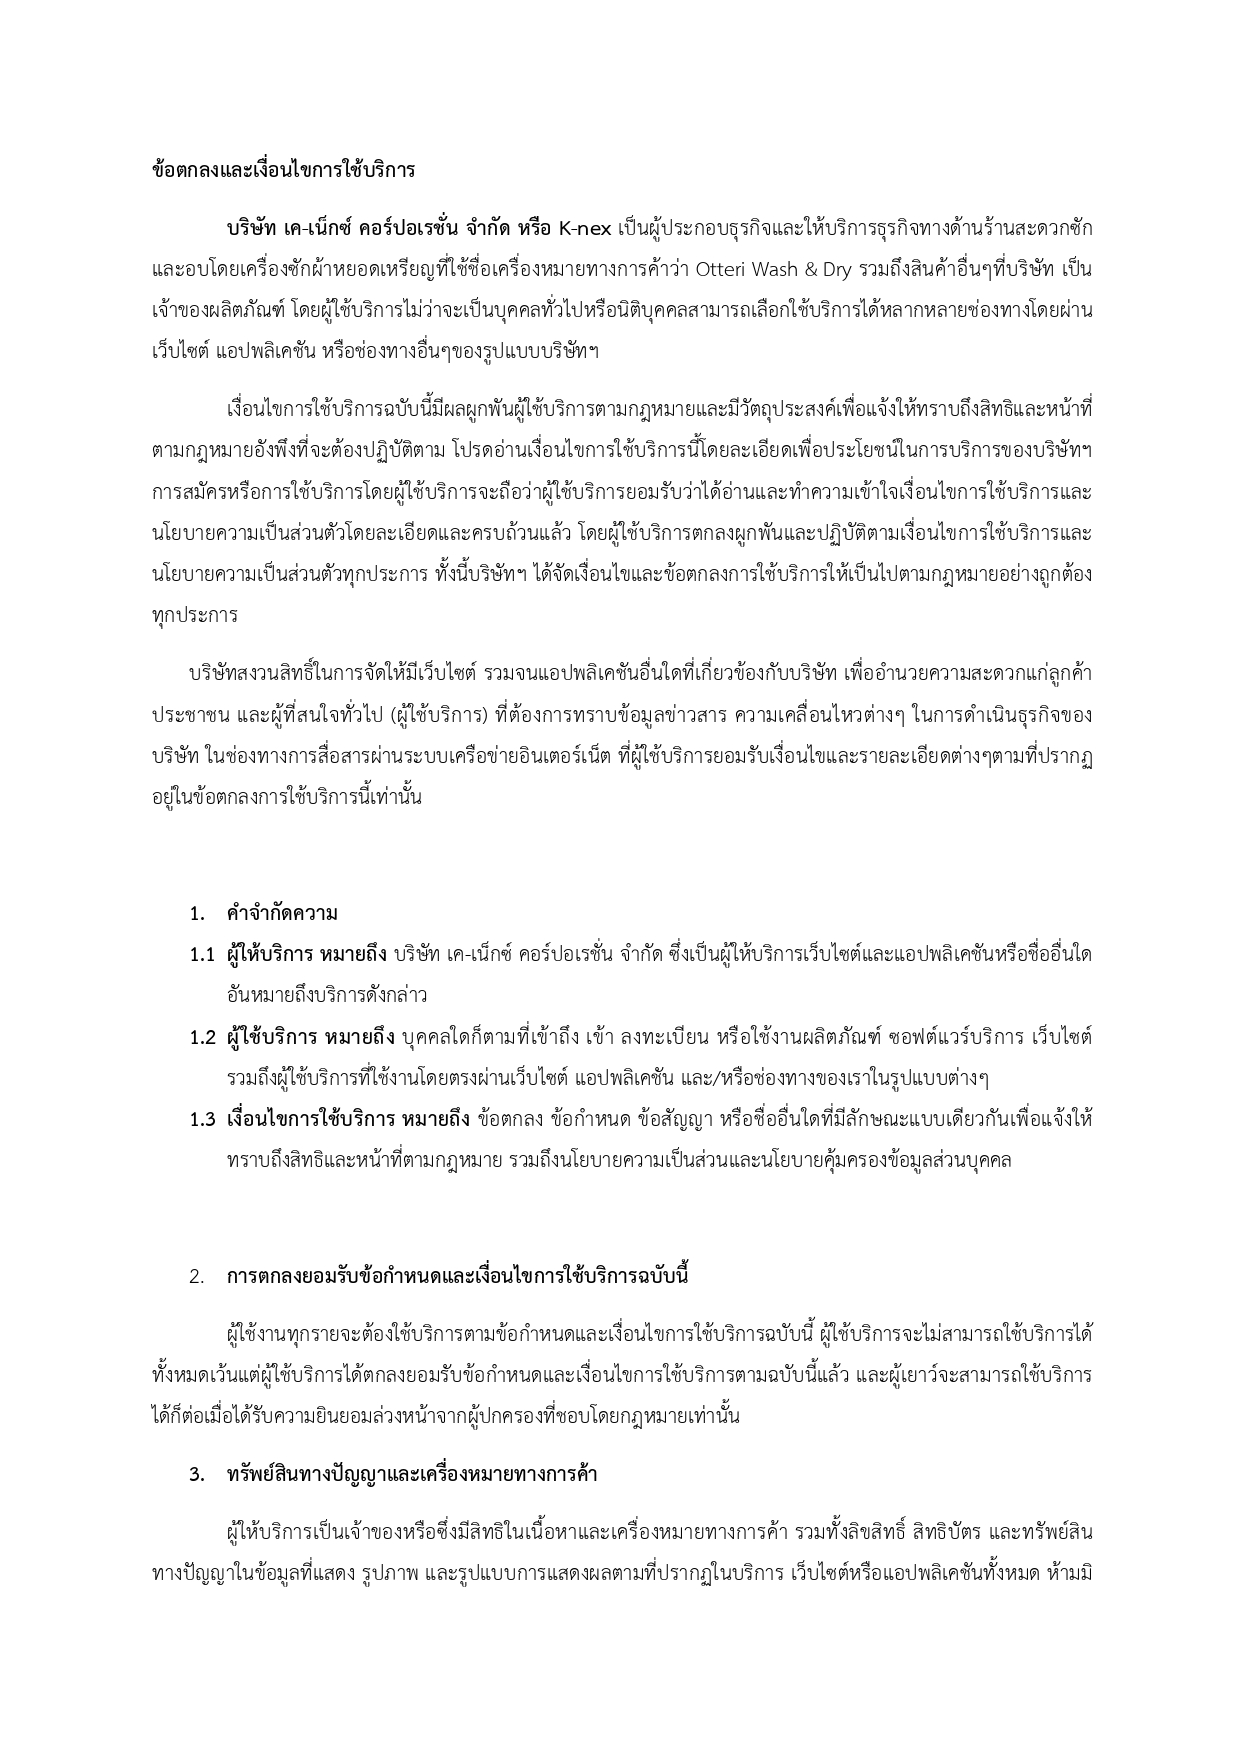 ข้อตกลงและเงื่อนไขการใช้บริการ
บริษัท เค-เน็กซ์ คอร์ปอเรชั่น จำกัด หรือ K-nex เป็นผู้ประกอบธุรกิจและให้บริการธุรกิจทางด้านร้านสะดวกซัก
และอบโดยเครื่องซักผ้าหยอดเหรียญที่ใช้ชื่อเครื่องหมายทางการค้าว่า Otteri Wash & Dry รวมถึงสินค้าอื่นๆที่บริษัท เป็น
เจ้าของผลิตภัณฑ์ โดยผู้ใช้บริการไม่ว่าจะเป็นบุคคลทั่วไปหรือนิติบุคคลสามารถเลือกใช้บริการได้หลากหลายช่องทางโดยผ่าน
เว็บไซต์ แอปพลิเคชัน หรือช่องทางอื่นๆของรูปแบบบริษัทฯ
เงื่อนไขการใช้บริการฉบับนี้มีผลผูกพันผู้ใช้บริการตามกฎหมายและมีวัตถุประสงค์เพื่อแจ้งให้ทราบถึงสิทธิและหน้าที่
ตามกฎหมายอังพึงที่จะต้องปฏิบัติตาม โปรดอ่านเงื่อนไขการใช้บริการนี้โดยละเอียดเพื่อประโยชน์ในการบริการของบริษัทฯ
การสมัครหรือการใช้บริการโดยผู้ใช้บริการจะถือว่าผู้ใช้บริการยอมรับว่าได้อ่านและทำความเข้าใจเงื่อนไขการใช้บริการและ
นโยบายความเป็นส่วนตัวโดยละเอียดและครบถ้วนแล้ว โดยผู้ใช้บริการตกลงผูกพันและปฏิบัติตามเงื่อนไขการใช้บริการและ
นโยบายความเป็นส่วนตัวทุกประการ ทั้งนี้บริษัทฯ ได้จัดเงื่อนไขและข้อตกลงการใช้บริการให้เป็นไปตามกฎหมายอย่างถูกต้อง
ทุกประการ
บริษัทสงวนสิทธิ์ในการจัดให้มีเว็บไซต์ รวมจนแอปพลิเคชันอื่นใดที่เกี่ยวข้องกับบริษัท เพื่ออำนวยความสะดวกแก่ลูกค้า
ประชาชน และผู้ที่สนใจทั่วไป (ผู้ใช้บริการ) ที่ต้องการทราบข้อมูลข่าวสาร ความเคลื่อนไหวต่างๆ ในการดำเนินธุรกิจของ
บริษัท ในช่องทางการสื่อสารผ่านระบบเครือข่ายอินเตอร์เน็ต ที่ผู้ใช้บริการยอมรับเงื่อนไขและรายละเอียดต่างๆตามที่ปรากฏ
อยู่ในข้อตกลงการใช้บริการนี้เท่านั้น
1. คำจำกัดความ
1.1 ผู้ให้บริการ หมายถึง บริษัท เค-เน็กซ์ คอร์ปอเรชั่น จำกัด ซึ่งเป็นผู้ให้บริการเว็บไซต์และแอปพลิเคชันหรือชื่ออื่นใด
อันหมายถึงบริการดังกล่าว
1.2 ผู้ใช้บริการ หมายถึง บุคคลใดก็ตามที่เข้าถึง เข้า ลงทะเบียน หรือใช้งานผลิตภัณฑ์ ซอฟต์แวร์บริการ เว็บไซต์
รวมถึงผู้ใช้บริการที่ใช้งานโดยตรงผ่านเว็บไซต์ แอปพลิเคชัน และ/หรือช่องทางของเราในรูปแบบต่างๆ
1.3 เงื่อนไขการใช้บริการ หมายถึง ข้อตกลง ข้อกำหนด ข้อสัญญา หรือชื่ออื่นใดที่มีลักษณะแบบเดียวกันเพื่อแจ้งให้
ทราบถึงสิทธิและหน้าที่ตามกฎหมาย รวมถึงนโยบายความเป็นส่วนและนโยบายคุ้มครองข้อมูลส่วนบุคคล
2. การตกลงยอมรับข้อกำหนดและเงื่อนไขการใช้บริการฉบับนี้
ผู้ใช้งานทุกรายจะต้องใช้บริการตามข้อกำหนดและเงื่อนไขการใช้บริการฉบับนี้ ผู้ใช้บริการจะไม่สามารถใช้บริการได้
ทั้งหมดเว้นแต่ผู้ใช้บริการได้ตกลงยอมรับข้อกำหนดและเงื่อนไขการใช้บริการตามฉบับนี้แล้ว และผู้เยาว์จะสามารถใช้บริการ
ได้ก็ต่อเมื่อได้รับความยินยอมล่วงหน้าจากผู้ปกครองที่ชอบโดยกฎหมายเท่านั้น
3. ทรัพย์สินทางปัญญาและเครื่องหมายทางการค้า
ผู้ให้บริการเป็นเจ้าของหรือซึ่งมีสิทธิในเนื้อหาและเครื่องหมายทางการค้า รวมทั้งลิขสิทธิ์ สิทธิบัตร และทรัพย์สิน
ทางปัญญาในข้อมูลที่แสดง รูปภาพ และรูปแบบการแสดงผลตามที่ปรากฏในบริการ เว็บไซต์หรือแอปพลิเคชันทั้งหมด ห้ามมิ